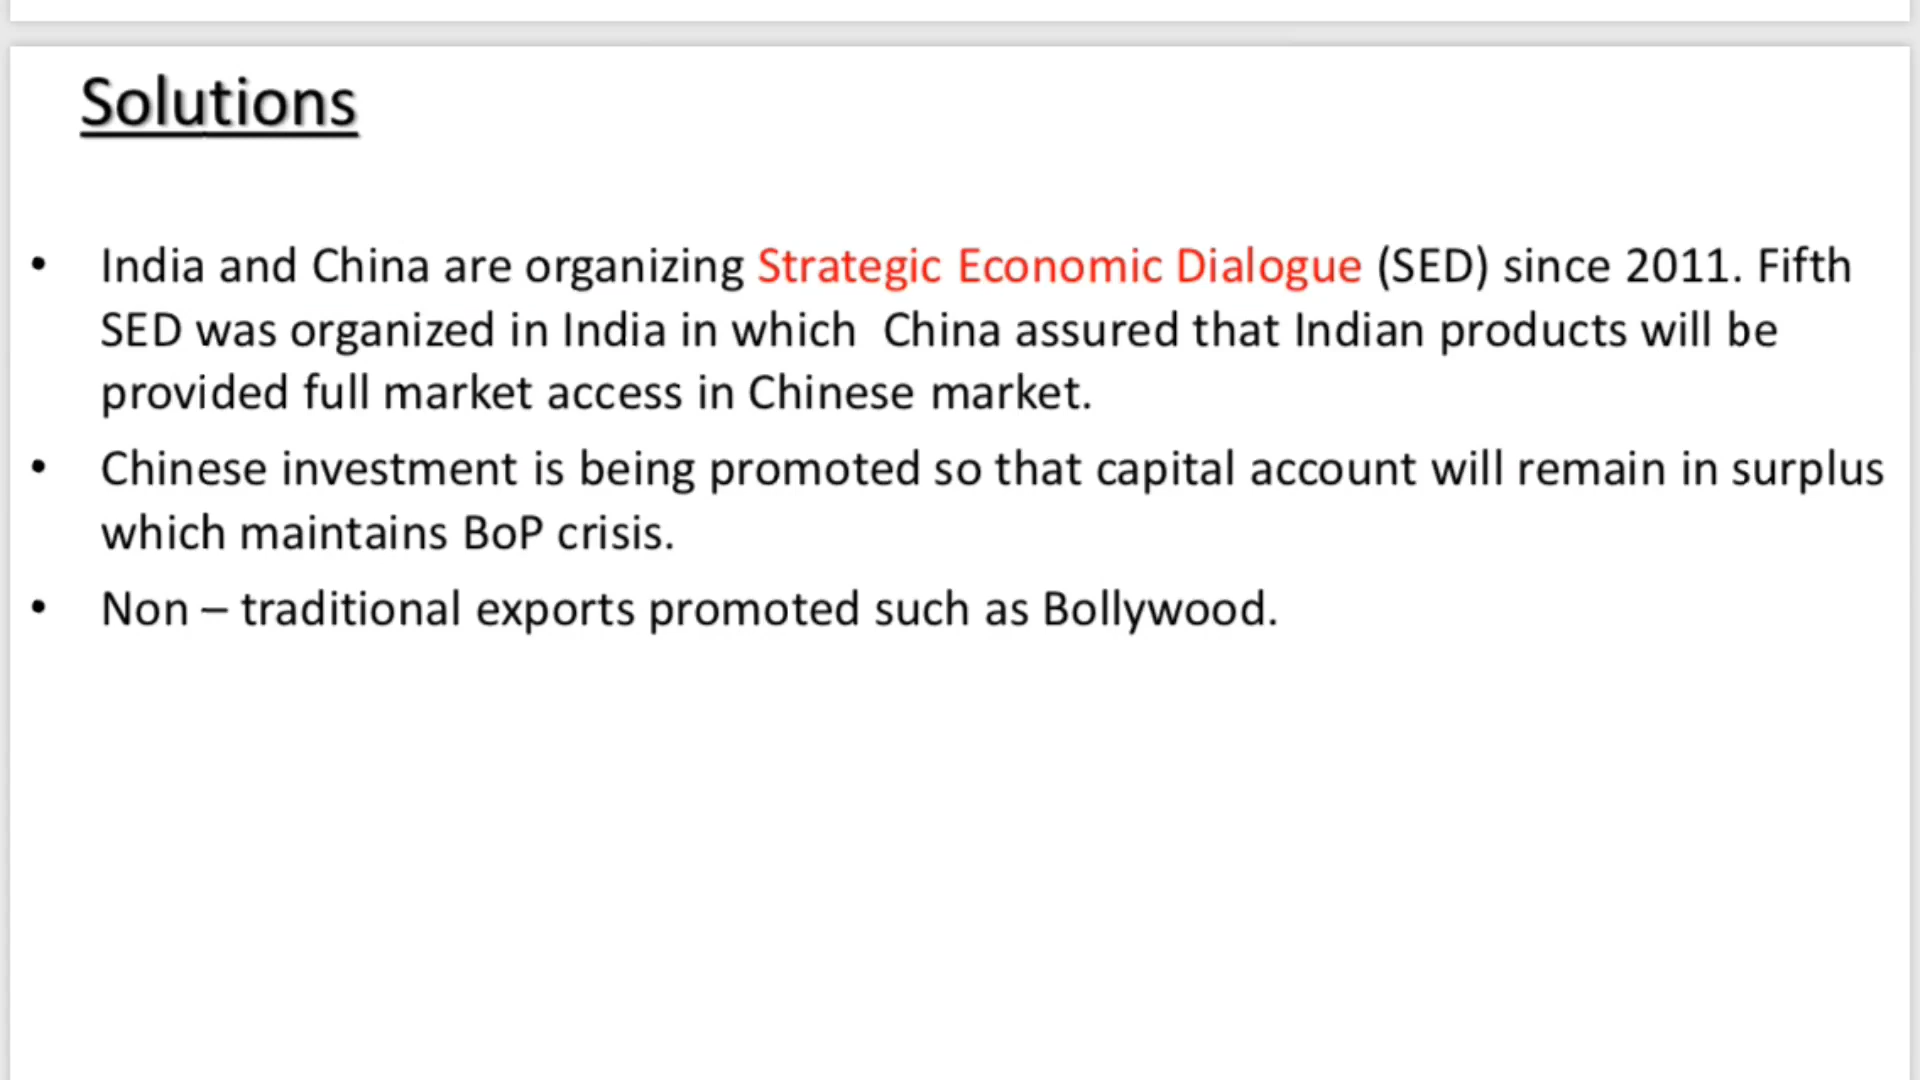 Solutions
• India and China are organizing Strategic Economic Dialogue (SED) since 2011. Fifth
SED was organized in India in which China assured that Indian products will be
provided full market access in Chinese market.
• Chinese investment is being promoted so that capital account will remain in surplus
which maintains BoP crisis.
• Non – traditional exports promoted such as Bollywood.